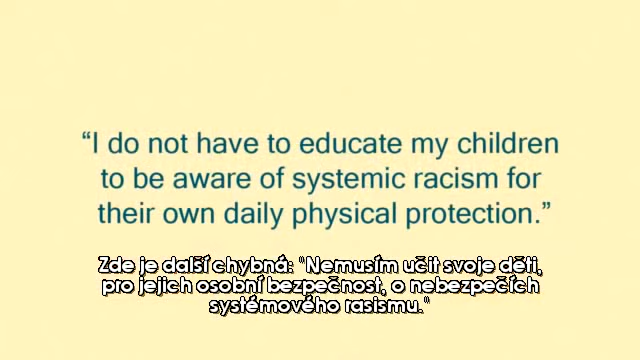 “I do not have to educate my children
to be aware of systemic racism for
their own daily physical protection.”
Zde je další chybná: "Nemusím učit svoje děti,
pro jejich osobní bezpečnost, o nebezpečích
systémového rasismu."